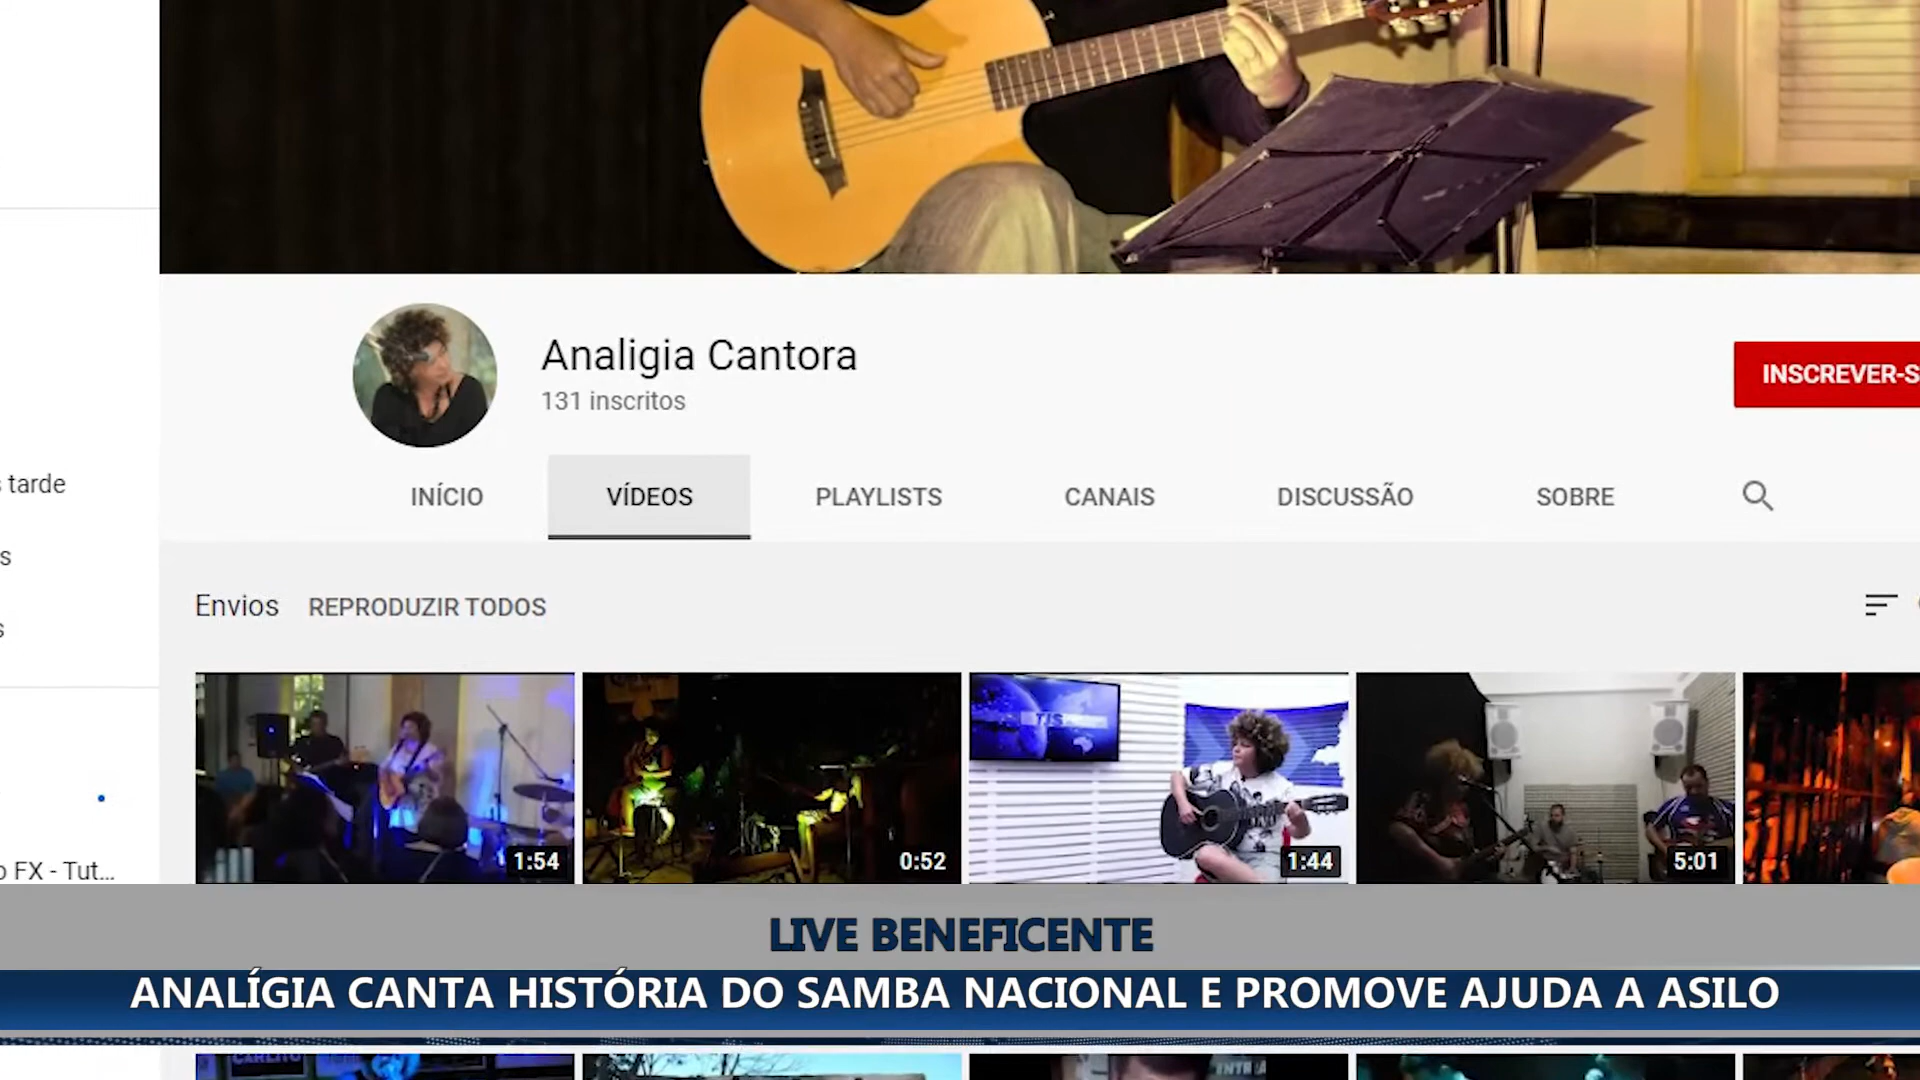 Analigia Cantora
131 inscritos
INSCREVER-S
INÍCIO
VÍDEOS
PLAYLISTS
CANAIS
DISCUSSÃO
SOBRE
s tarde
s
s
Envios
REPRODUZIR TODOS
1:54
0:52
1:44
5:01
o FX - Tut...
LIVE BENEFICENTE
ANALÍGIA CANTA HISTÓRIA DO SAMBA NACIONAL E PROMOVE AJUDA A ASILO